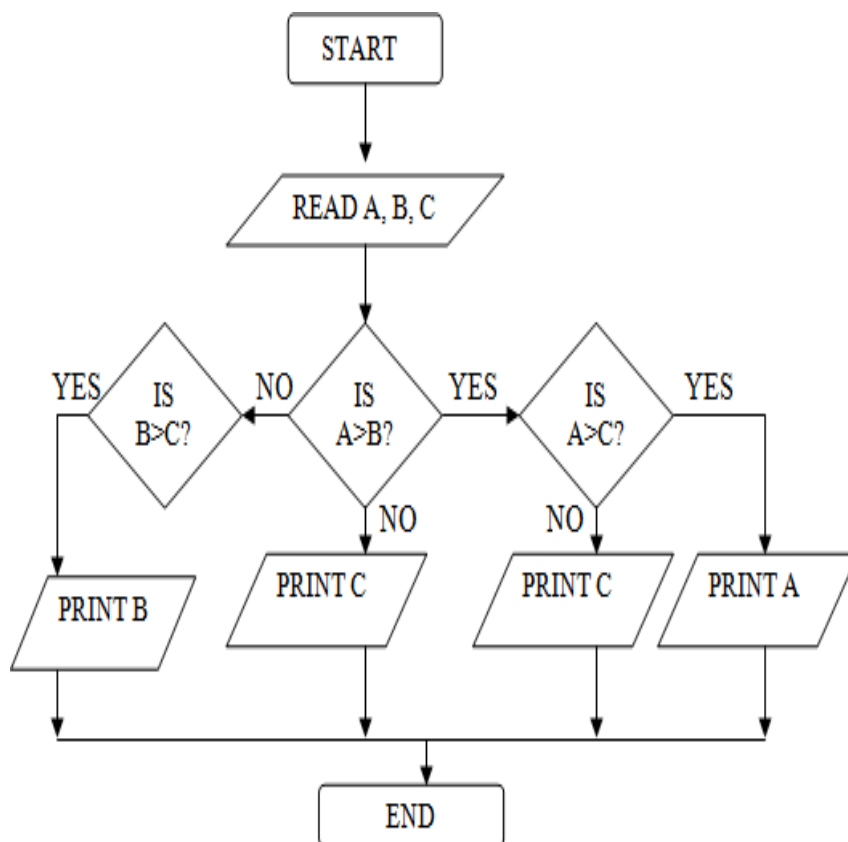 START
READ A, B, C
YES
IS
B>C?
NO
IS
A>B?
YES
IS
A>C?
YES
NO
NO
PRINT B
PRINT C
PRINT C
PRINT A
END